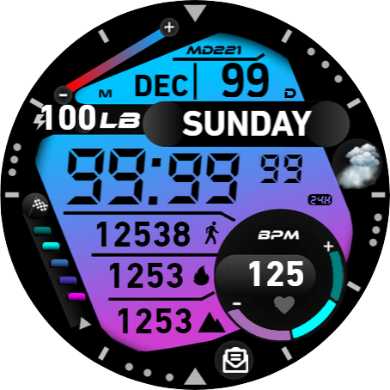 +
MD221
M DEC 99 D
-
100LB SUNDAY
99:99 99
24H
12538
BPM
+
1253 125
-
1253